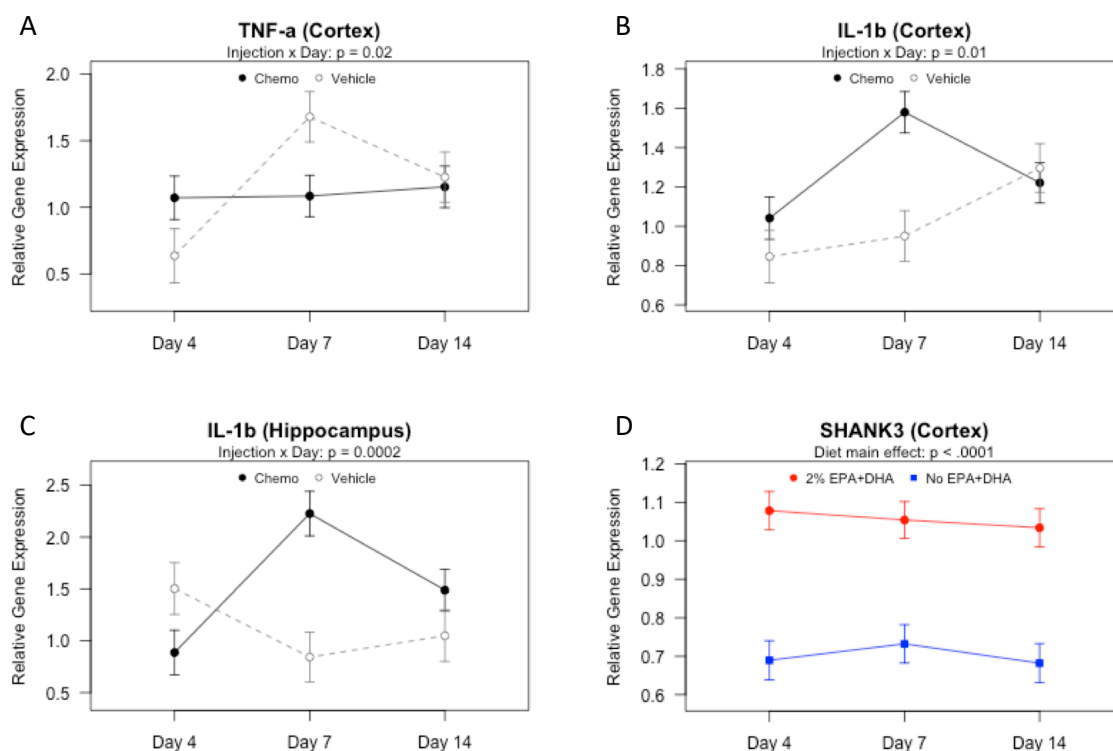 A
TNF-a (Cortex)
Injection x Day: p = 0.02
Chemo Vehicle
Relative Gene Expression
2.0
1.5
1.0
0.5
Day 4 Day 7 Day 14
B
IL-1b (Cortex)
Injection x Day: p = 0.01
Chemo Vehicle
Relative Gene Expression
1.8
1.6
1.4
1.2
1.0
0.8
0.6
Day 4 Day 7 Day 14
C
IL-1b (Hippocampus)
Injection x Day: p = 0.0002
Chemo Vehicle
Relative Gene Expression
2.5
2.0
1.5
1.0
0.5
Day 4 Day 7 Day 14
D
SHANK3 (Cortex)
Diet main effect: p < .0001
2% EPA+DHA No EPA+DHA
Relative Gene Expression
1.2
1.1
1.0
0.9
0.8
0.7
0.6
Day 4 Day 7 Day 14